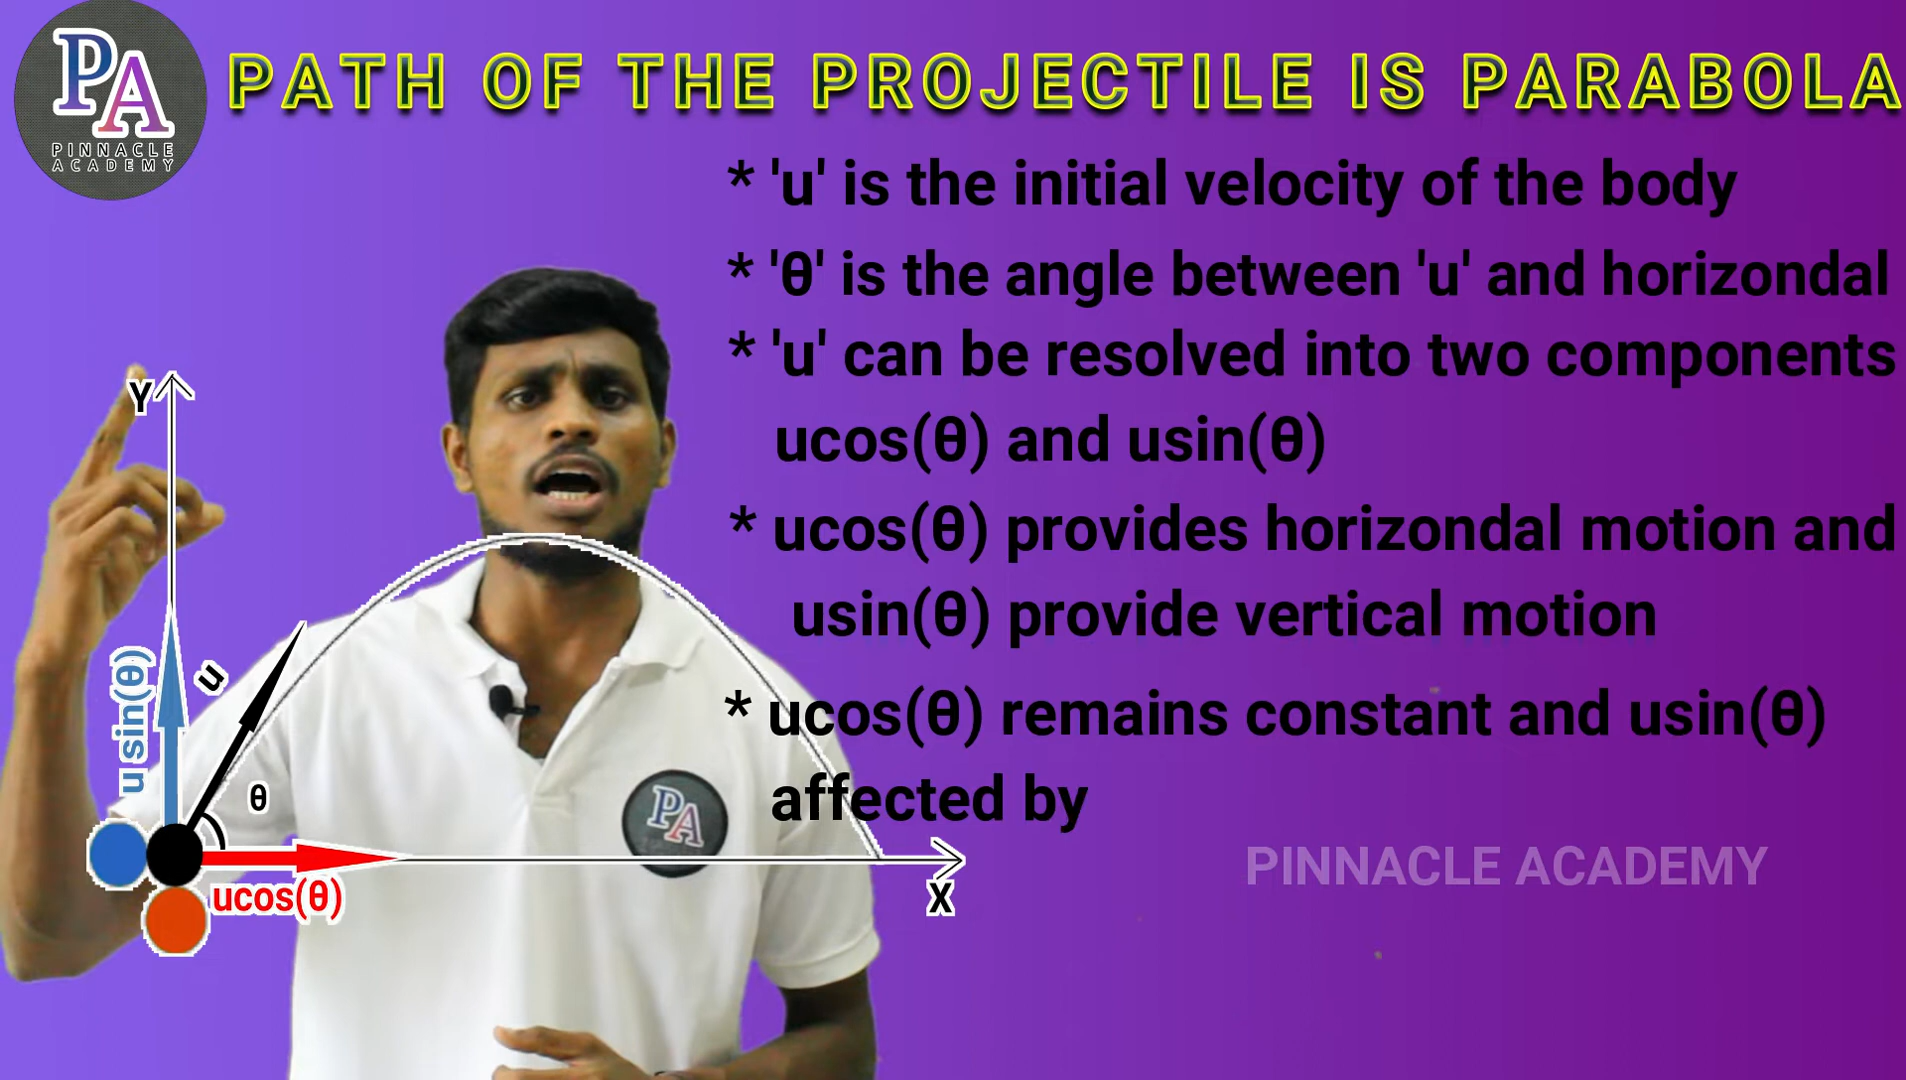 PA
PINNACLE
ACADEMY
PATH OF THE PROJECTILE IS PARABOLA
* 'u' is the initial velocity of the body
* 'θ' is the angle between 'u' and horizondal
* 'u' can be resolved into two components
ucos(θ) and usin(θ)
* ucos(θ) provides horizondal motion and
usin(θ) provide vertical motion
* ucos(θ) remains constant and usin(θ)
affected by
Y
u sin(θ)
u
θ
ucos(θ)
X
PA
PINNACLE ACADEMY